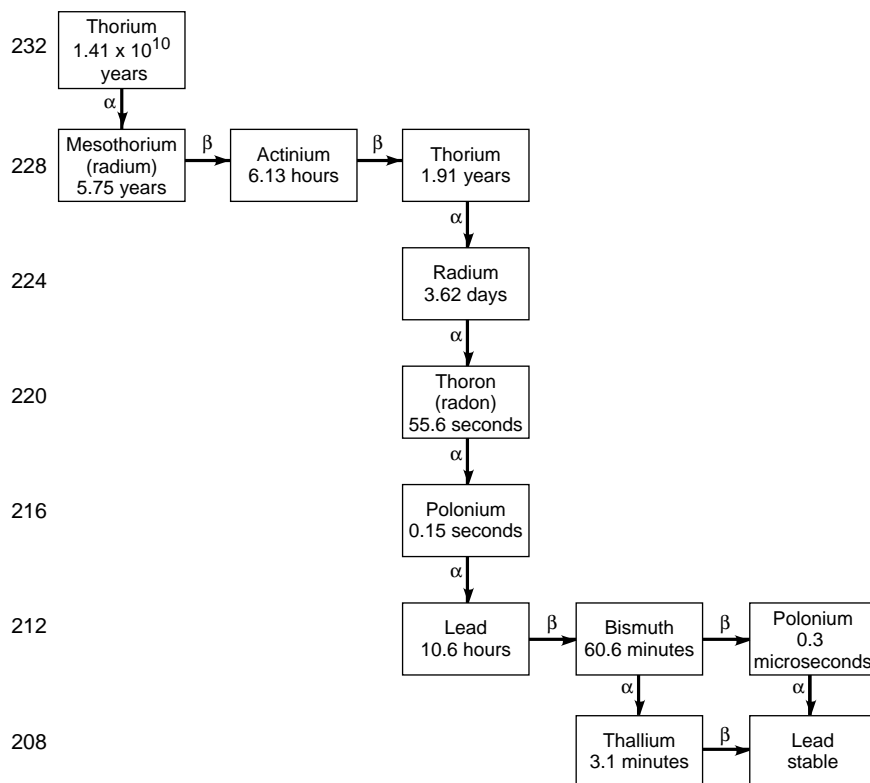 232
Thorium
1.41 x 10^10
years
α
228
Mesothorium
(radium)
5.75 years
β
Actinium
6.13 hours
β
Thorium
1.91 years
α
224
Radium
3.62 days
α
220
Thoron
(radon)
55.6 seconds
α
216
Polonium
0.15 seconds
α
212
Lead
10.6 hours
β
Bismuth
60.6 minutes
β
Polonium
0.3
microseconds
α
α
208
Thallium
3.1 minutes
β
Lead
stable